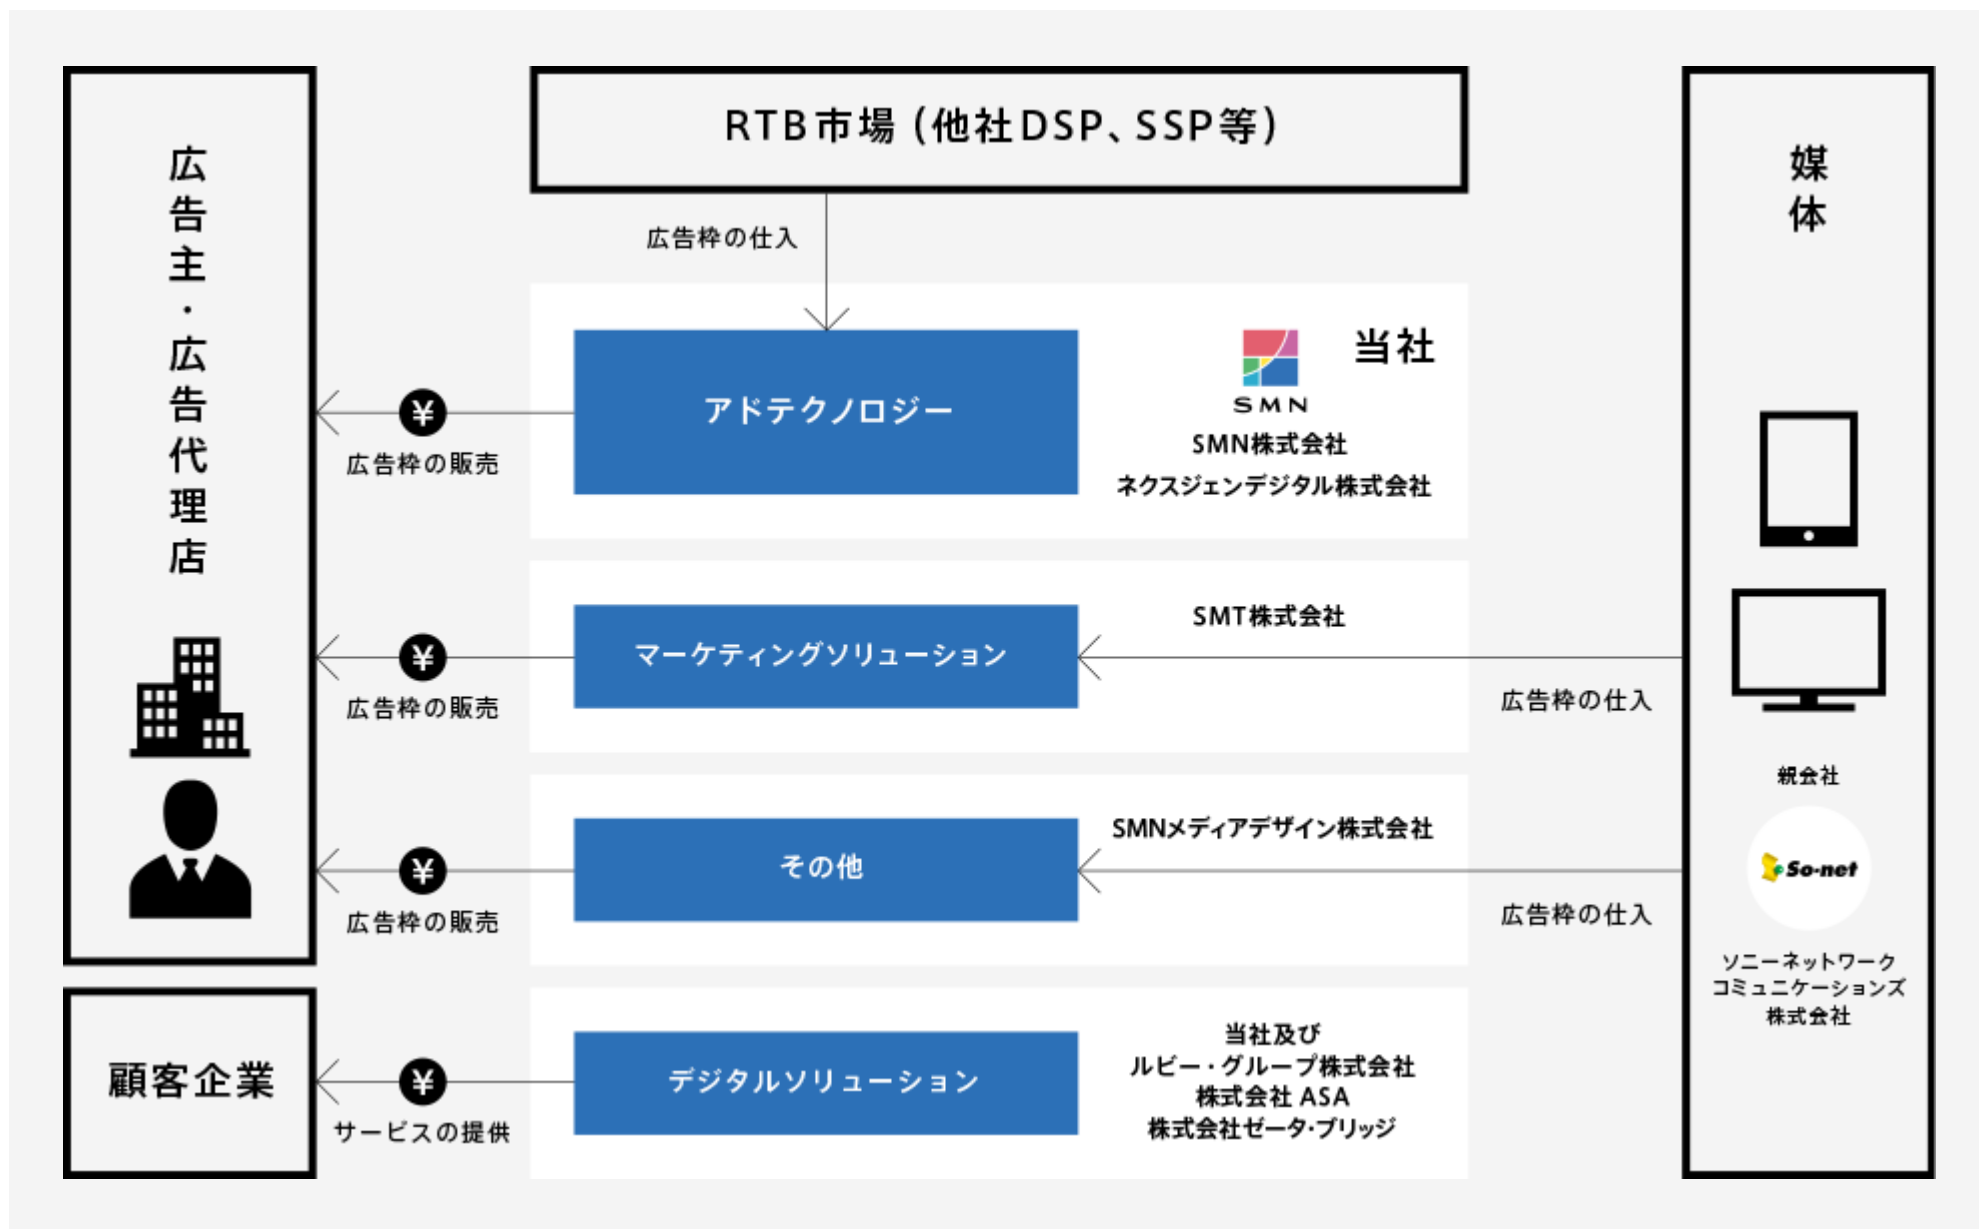 広告主・広告代理店
RTB市場(他社DSP、SSP等)
広告枠の仕入
アドテクノロジー
SMN
当社
SMN株式会社
ネクスジェンデジタル株式会社
¥
広告枠の販売
マーケティングソリューション
SMT株式会社
¥
広告枠の販売
広告枠の仕入
その他
SMNメディアデザイン株式会社
¥
広告枠の販売
広告枠の仕入
顧客企業
¥
サービスの提供
デジタルソリューション
当社及び
ルビー・グループ株式会社
株式会社 ASA
株式会社ゼータ・ブリッジ
媒体
親会社
So-net
ソニーネットワーク
コミュニケーションズ
株式会社